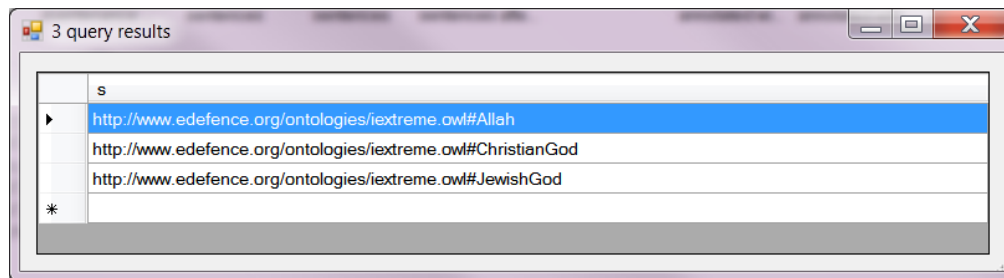 3 query results
s
http://www.edefence.org/ontologies/iextreme.owl#Allah
http://www.edefence.org/ontologies/iextreme.owl#ChristianGod
http://www.edefence.org/ontologies/iextreme.owl#JewishGod